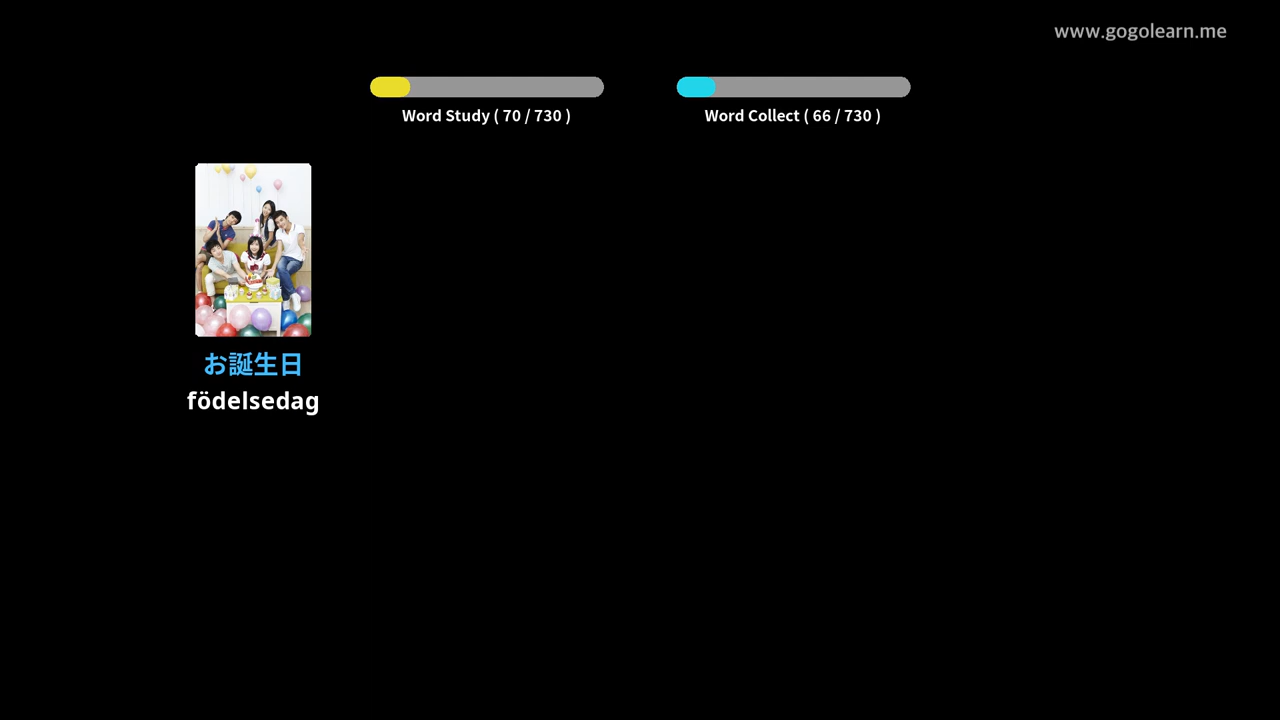 www.gogolearn.me
Word Study ( 70 / 730 )
Word Collect ( 66 / 730 )
お誕生日
födelsedag